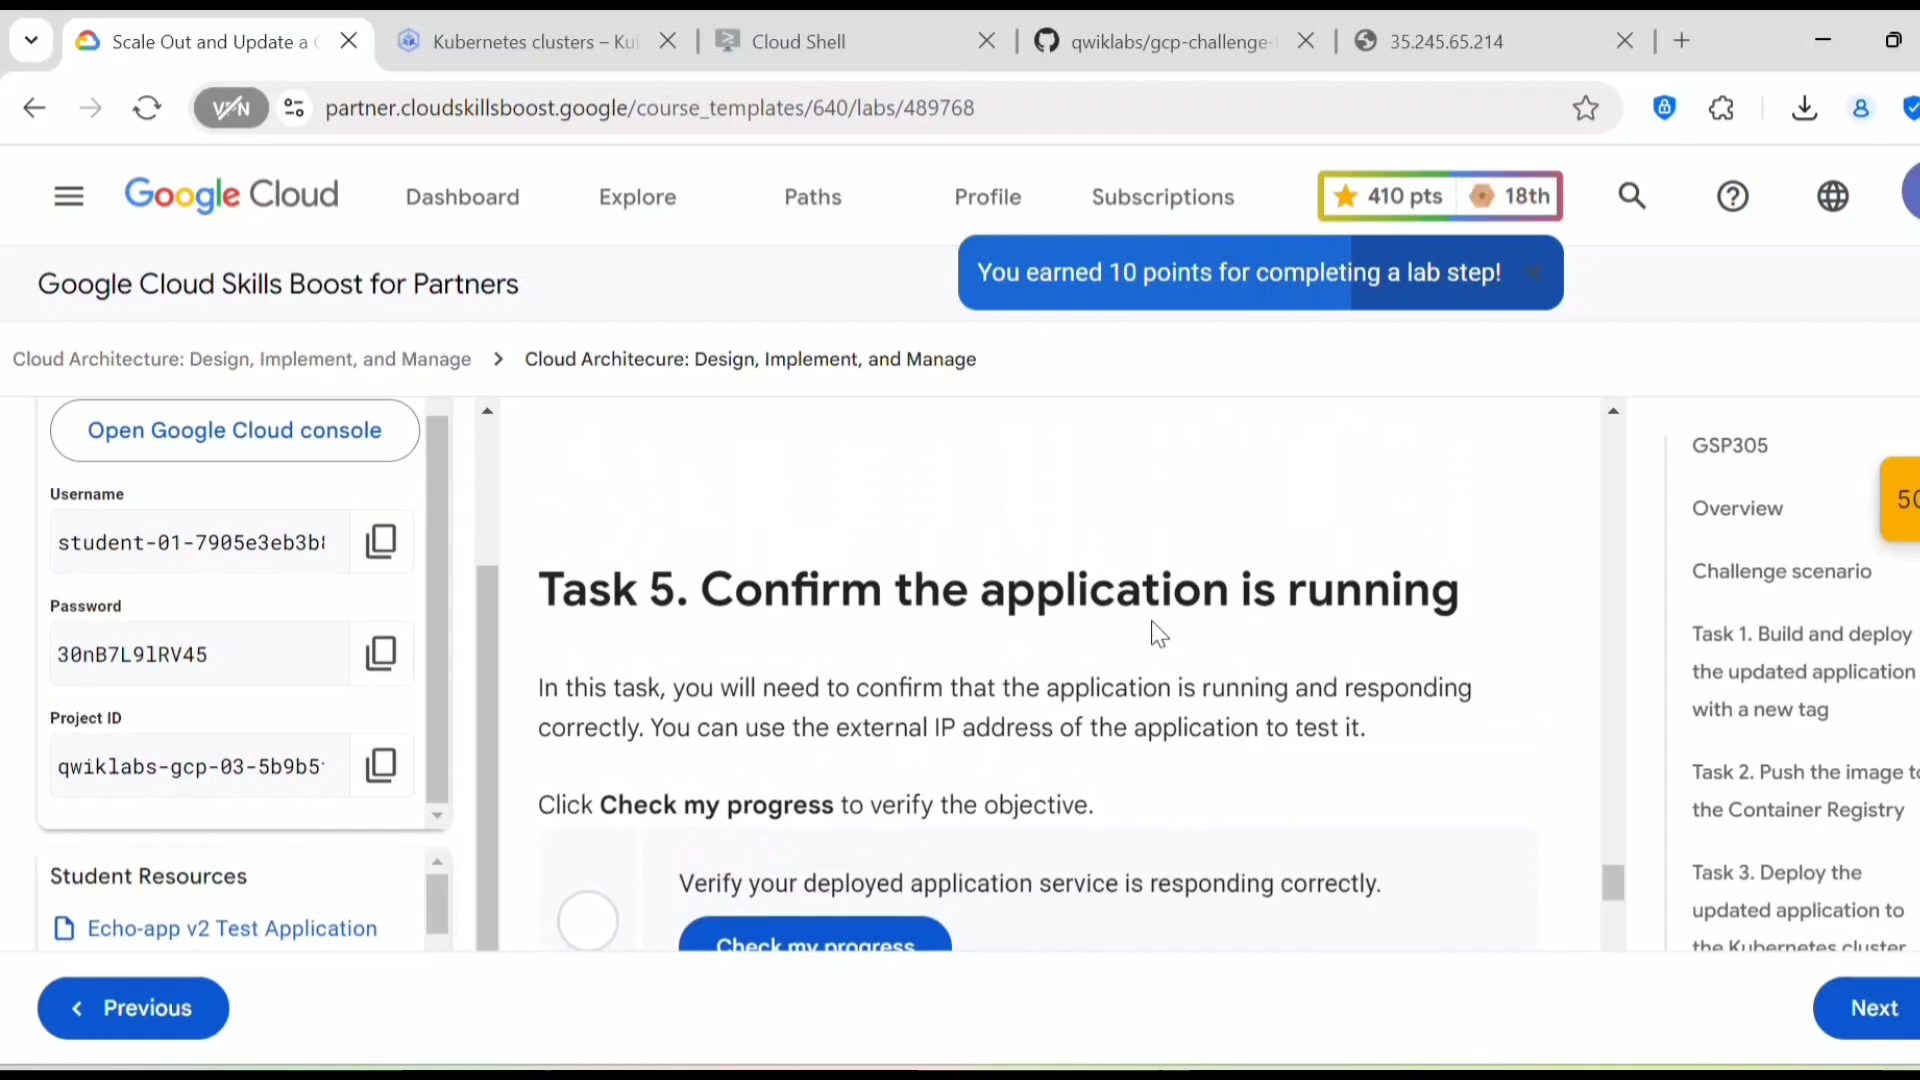 Scale Out and Update a
Kubernetes clusters – Ku
Cloud Shell
qwiklabs/gcp-challenge-
35.245.65.214
VPN
partner.cloudskillsboost.google/course_templates/640/labs/489768
Google Cloud
Dashboard
Explore
Paths
Profile
Subscriptions
410 pts
18th
Google Cloud Skills Boost for Partners
You earned 10 points for completing a lab step!
Cloud Architecture: Design, Implement, and Manage
Cloud Architecure: Design, Implement, and Manage
Open Google Cloud console
Username
student-01-7905e3eb3b
Password
30nB7L9lRV45
Project ID
qwiklabs-gcp-03-5b9b5
Student Resources
Echo-app v2 Test Application
Task 5. Confirm the application is running
In this task, you will need to confirm that the application is running and responding
correctly. You can use the external IP address of the application to test it.
Click Check my progress to verify the objective.
Verify your deployed application service is responding correctly.
Check my progress
GSP305
50
Overview
Challenge scenario
Task 1. Build and deploy
the updated application
with a new tag
Task 2. Push the image to
the Container Registry
Task 3. Deploy the
updated application to
the Kubernetes cluster
Previous
Next